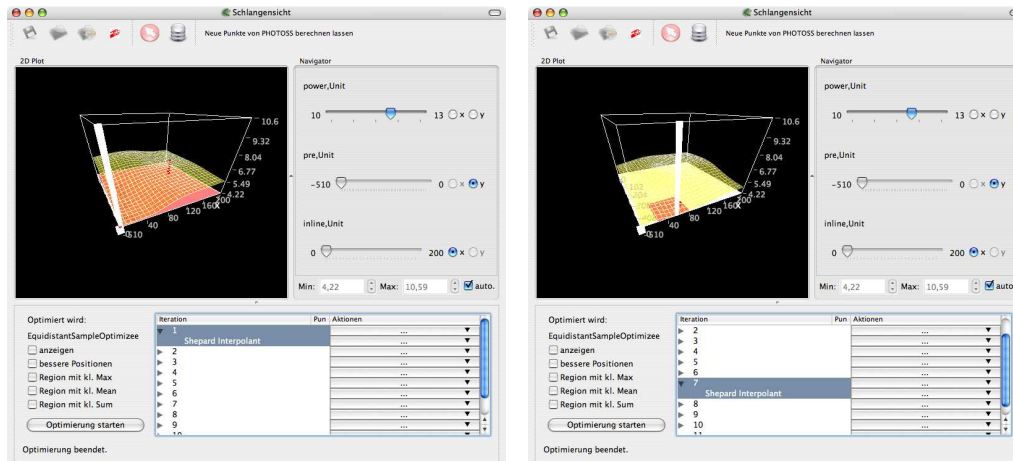 Schlangensicht
Neue Punkte von PHOTOSS berechnen lassen
2D Plot
10.6
9.32
8.04
6.77
5.49
4.22
200
X
160
120
80
40
Navigator
power,Unit
10 13 x y
pre,Unit
-510 0 x y
inline,Unit
0 200 x y
Min: 4,22 Max: 10,59 auto.
Optimiert wird:
EquidistantSampleOptimizee
anzeigen
bessere Positionen
Region mit kl. Max
Region mit kl. Mean
Region mit kl. Sum
Optimierung starten
Iteration Pun Aktionen
1 ...
Shepard Interpolant
2 ...
3 ...
4 ...
5 ...
6 ...
7 ...
8 ...
9 ...
10
Optimierung beendet.
Schlangensicht
Neue Punkte von PHOTOSS berechnen lassen
2D Plot
10.6
9.32
8.04
6.77
5.49
4.22
200
X
160
120
80
40
Navigator
power,Unit
10 13 x y
pre,Unit
-510 0 x y
inline,Unit
0 200 x y
Min: 4,22 Max: 10,59 auto
Optimiert wird:
EquidistantSampleOptimizee
anzeigen
bessere Positionen
Region mit kl. Max
Region mit kl. Mean
Region mit kl. Sum
Optimierung starten
Iteration Pun Aktionen
2 ...
3 ...
4 ...
5 ...
6 ...
7 ...
Shepard Interpolant
8 ...
9 ...
10 ...
11
Optimierung beendet.